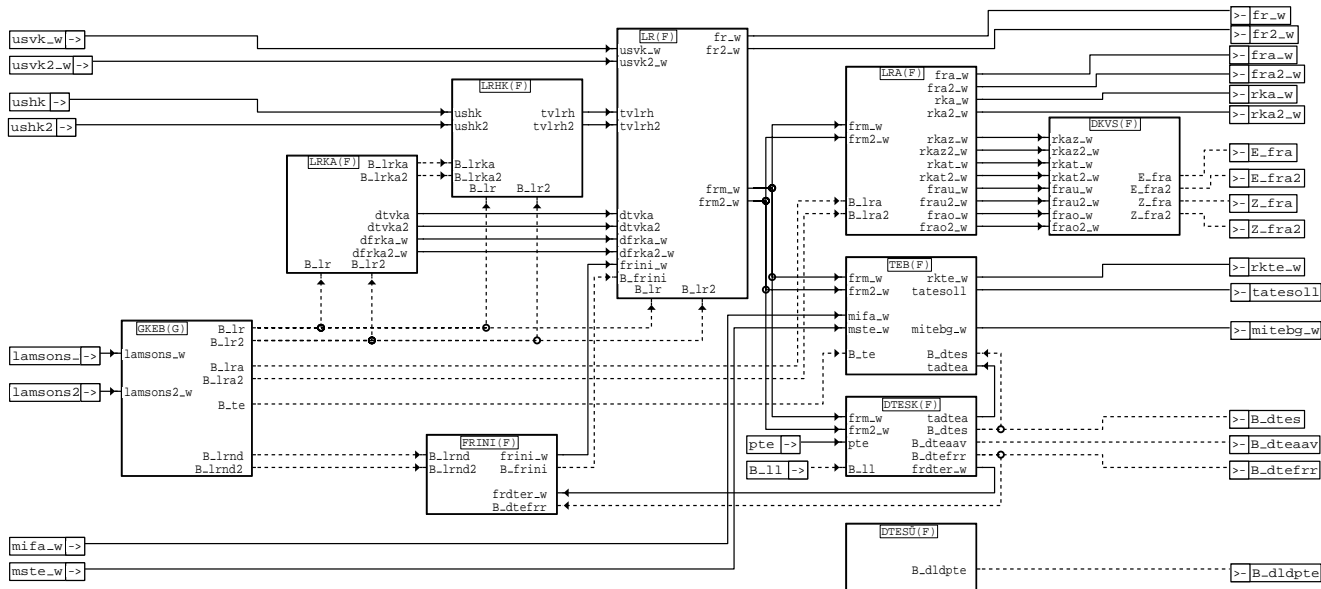 usvk_w ->
usvk2_w ->
ushk ->
ushk2 ->
lamsons_ ->
lamsons2 ->
mifa_w ->
mste_w ->
GKEB(G)
lamsons_w
lamsons2_w
B_lr
B_lr2
B_lra
B_lra2
B_te
B_lrnd
B_lrnd2
LRKA(F)
B_lrka
B_lrka2
dtvka
dtvka2
dfrka_w
dfrka2_w
B_lr B_lr2
LRHK(F)
ushk
ushk2
tvlrh
tvlrh2
B_lrka
B_lrka2
B_lr B_lr2
FRINI(F)
B_lrnd
B_lrnd2
frini_w
B_frini
frdter_w
B_dtefrr
LR(F)
fr_w
fr2_w
usvk_w
usvk2_w
tvlrh
tvlrh2
frm_w
frm2_w
dtvka
dtvka2
dfrka_w
dfrka2_w
frini_w
B_frini
B_lr B_lr2
LRA(F)
fra_w
fra2_w
rka_w
rka2_w
frm_w
frm2_w
rkaz_w
rkaz2_w
rkat_w
rkat2_w
frau_w
frau2_w
frao_w
frao2_w
B_lra
B_lra2
DKVS(F)
rkaz_w
rkaz2_w
rkat_w
rkat2_w
frau_w
frau2_w
frao_w
frao2_w
E_fra
E_fra2
Z_fra
Z_fra2
TEB(F)
frm_w
frm2_w
mifa_w
mste_w
B_te
rkte_w
tatesoll
mitebg_w
B_dtes
tadtea
pte ->
B_ll ->
DTESK(F)
frm_w
frm2_w
pte
B_ll
tadtea
B_dtes
B_dteaav
B_dtefrr
frdter_w
DTESÜ(F)
B_dldpte
>- fr_w
>- fr2_w
>- fra_w
>- fra2_w
>- rka_w
>- rka2_w
>- E_fra
>- E_fra2
>- Z_fra
>- Z_fra2
>- rkte_w
>- tatesoll
>- mitebg_w
>- B_dtes
>- B_dteaav
>- B_dtefrr
>- B_dldpte